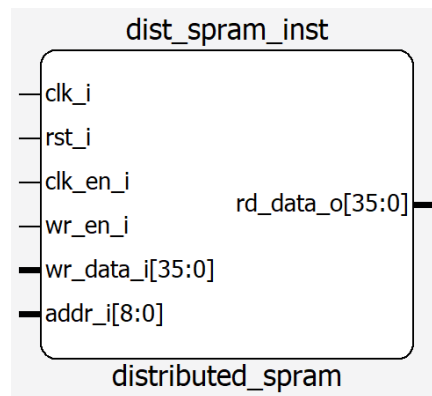 dist_spram_inst
clk_i
rst_i
clk_en_i
wr_en_i
rd_data_o[35:0]
wr_data_i[35:0]
addr_i[8:0]
distributed_spram